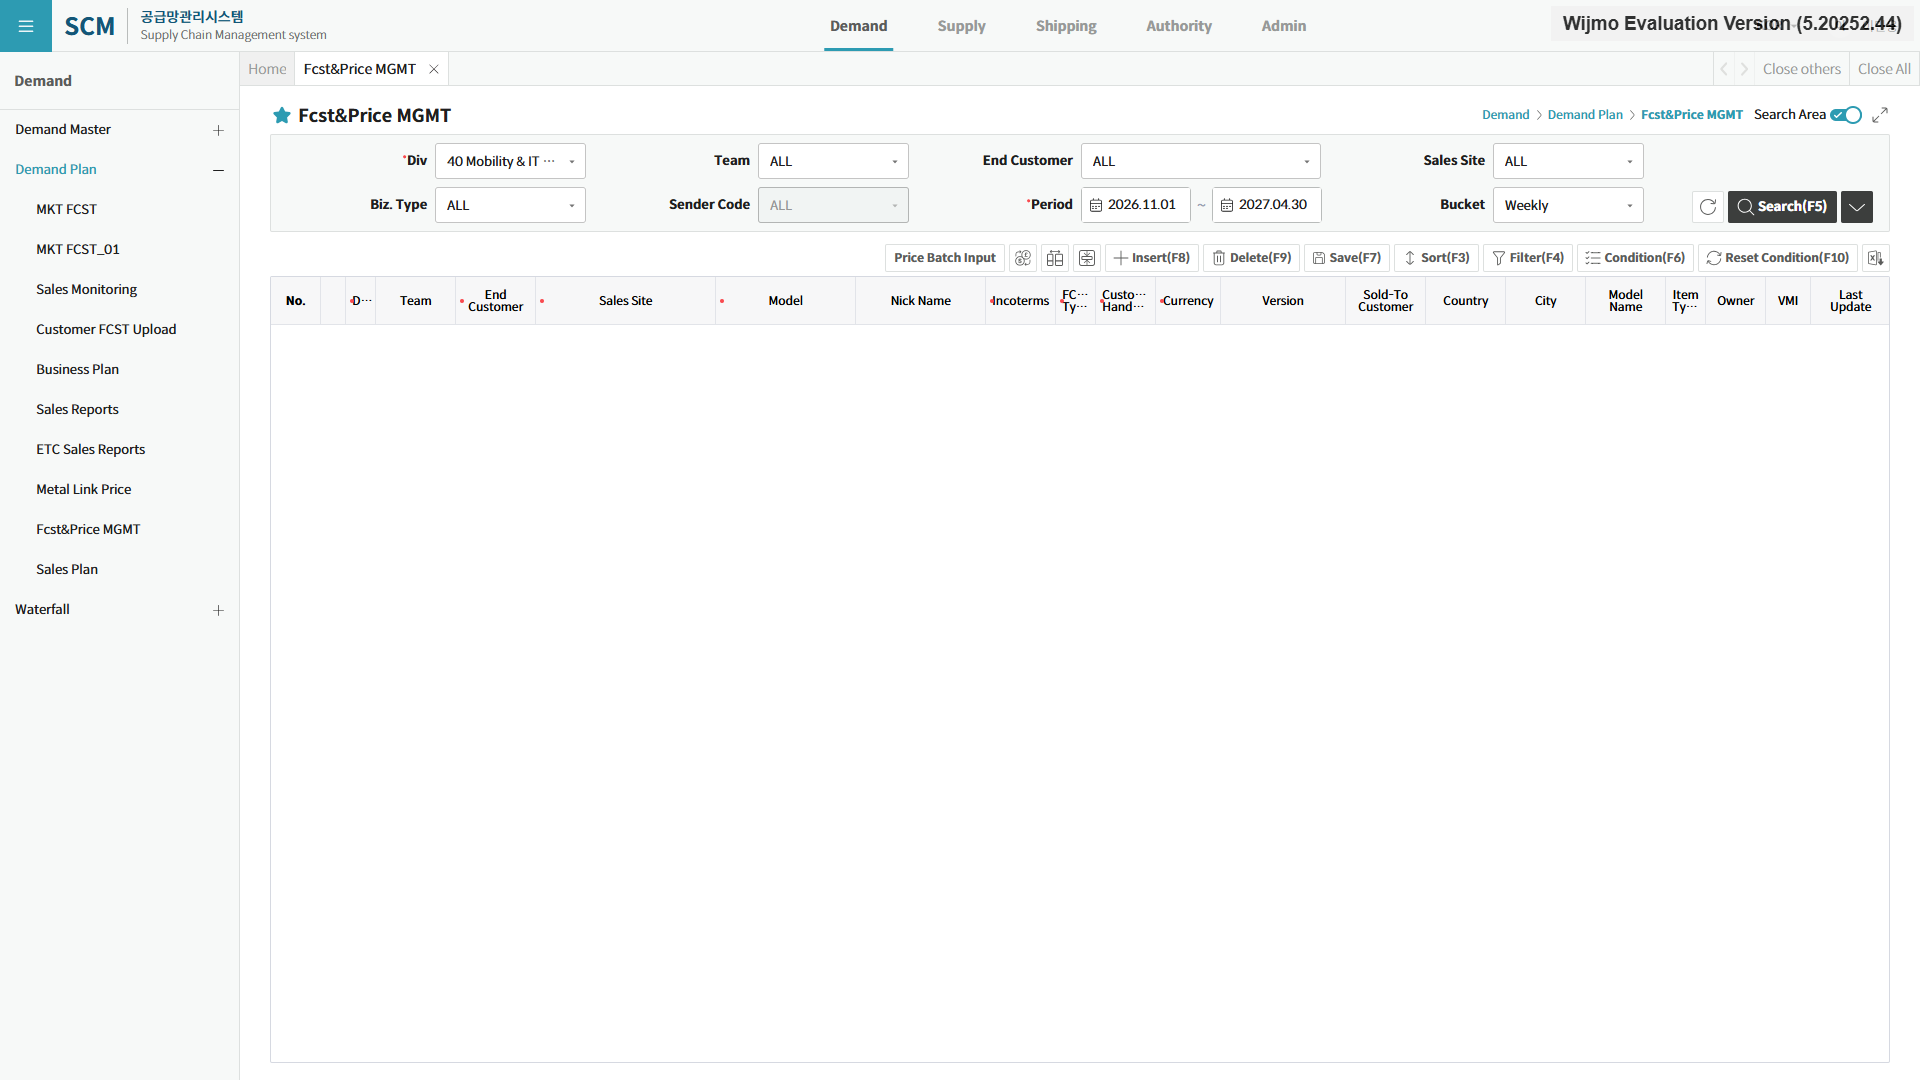 SCM
공급망관리시스템
Supply Chain Management system
Demand
Supply
Shipping
Authority
Admin
Wijmo Evaluation Version (5.20252.44)
Demand
Home
Fcst&Price MGMT
Close others
Close All
Demand Master
Demand Plan
MKT FCST
MKT FCST_01
Sales Monitoring
Customer FCST Upload
Business Plan
Sales Reports
ETC Sales Reports
Metal Link Price
Fcst&Price MGMT
Sales Plan
Waterfall
Fcst&Price MGMT
Demand > Demand Plan > Fcst&Price MGMT
Search Area
*Div
40 Mobility & IT ···
Team
ALL
End Customer
ALL
Sales Site
ALL
Biz. Type
ALL
Sender Code
ALL
*Period
2026.11.01 ~ 2027.04.30
Bucket
Weekly
Search(F5)
Price Batch Input
Insert(F8)
Delete(F9)
Save(F7)
Sort(F3)
Filter(F4)
Condition(F6)
Reset Condition(F10)
No.
D···
Team
End
Customer
Sales Site
Model
Nick Name
Incoterms
FC···
Ty···
Custo···
Hand···
Currency
Version
Sold-To
Customer
Country
City
Model
Name
Item
Ty···
Owner
VMI
Last
Update